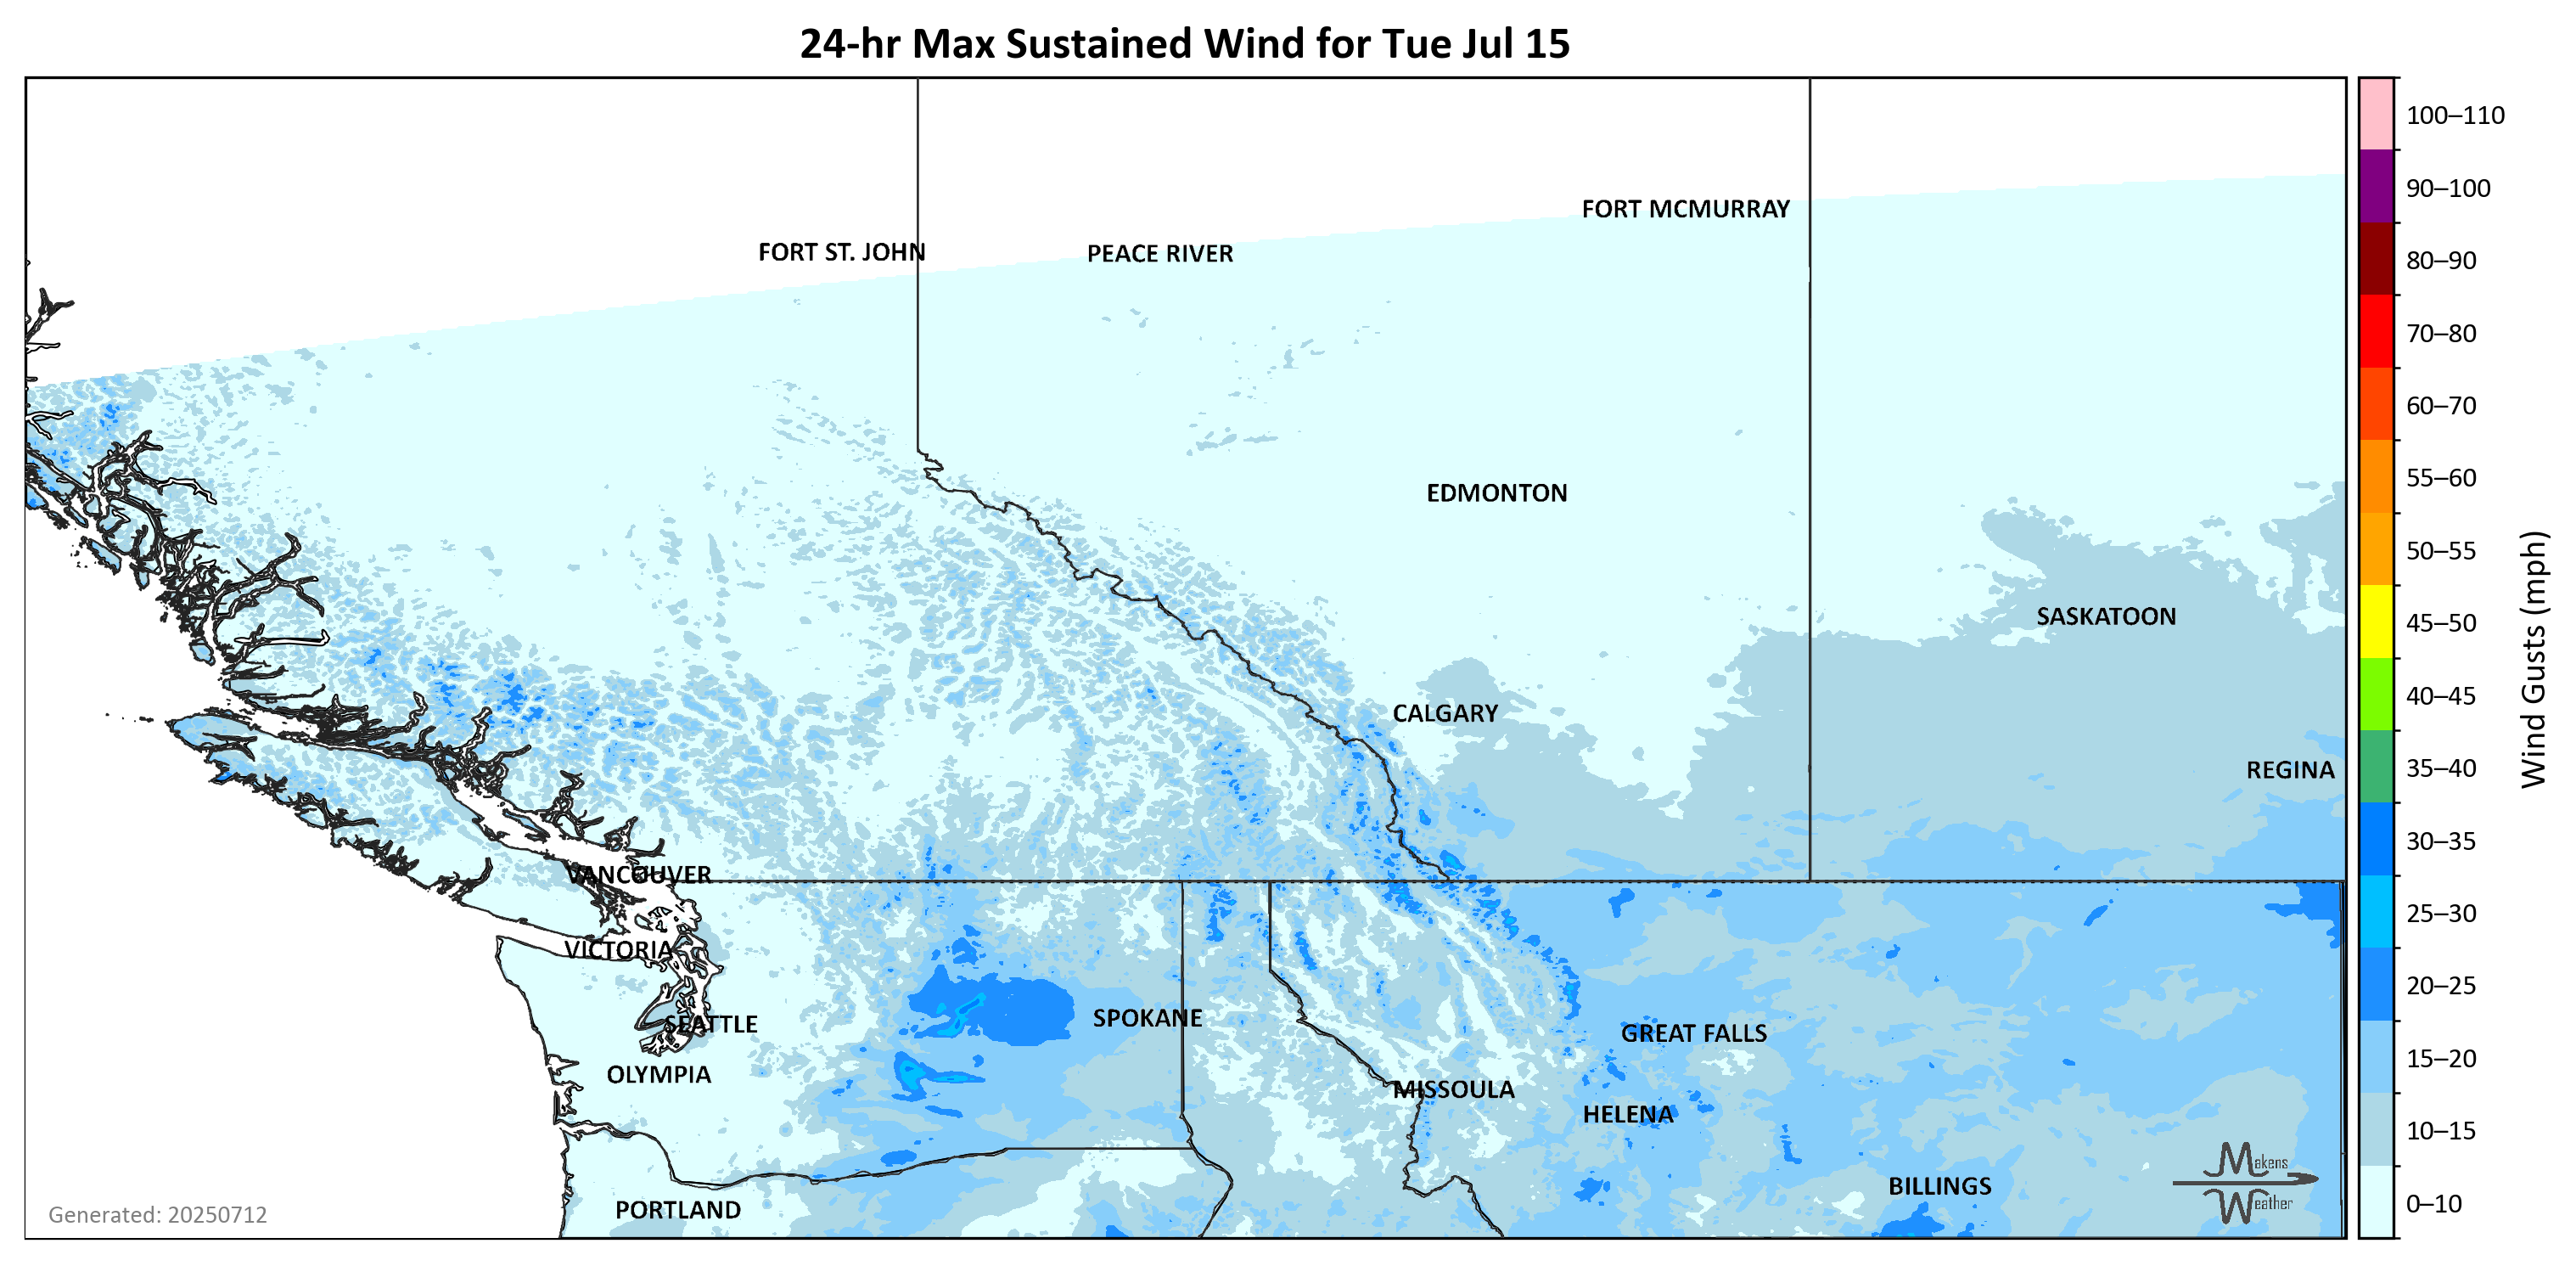 24-hr Max Sustained Wind for Tue Jul 15
FORT MCMURRAY
FORT ST. JOHN
PEACE RIVER
EDMONTON
SASKATOON
CALGARY
REGINA
VANCOUVER
VICTORIA
SEATTLE
SPOKANE
GREAT FALLS
OLYMPIA
MISSOULA
HELENA
BILLINGS
PORTLAND
Makens
Weather
Generated: 20250712
100–110
90–100
80–90
70–80
60–70
55–60
50–55
45–50
40–45
35–40
30–35
25–30
20–25
15–20
10–15
0–10
Wind Gusts (mph)